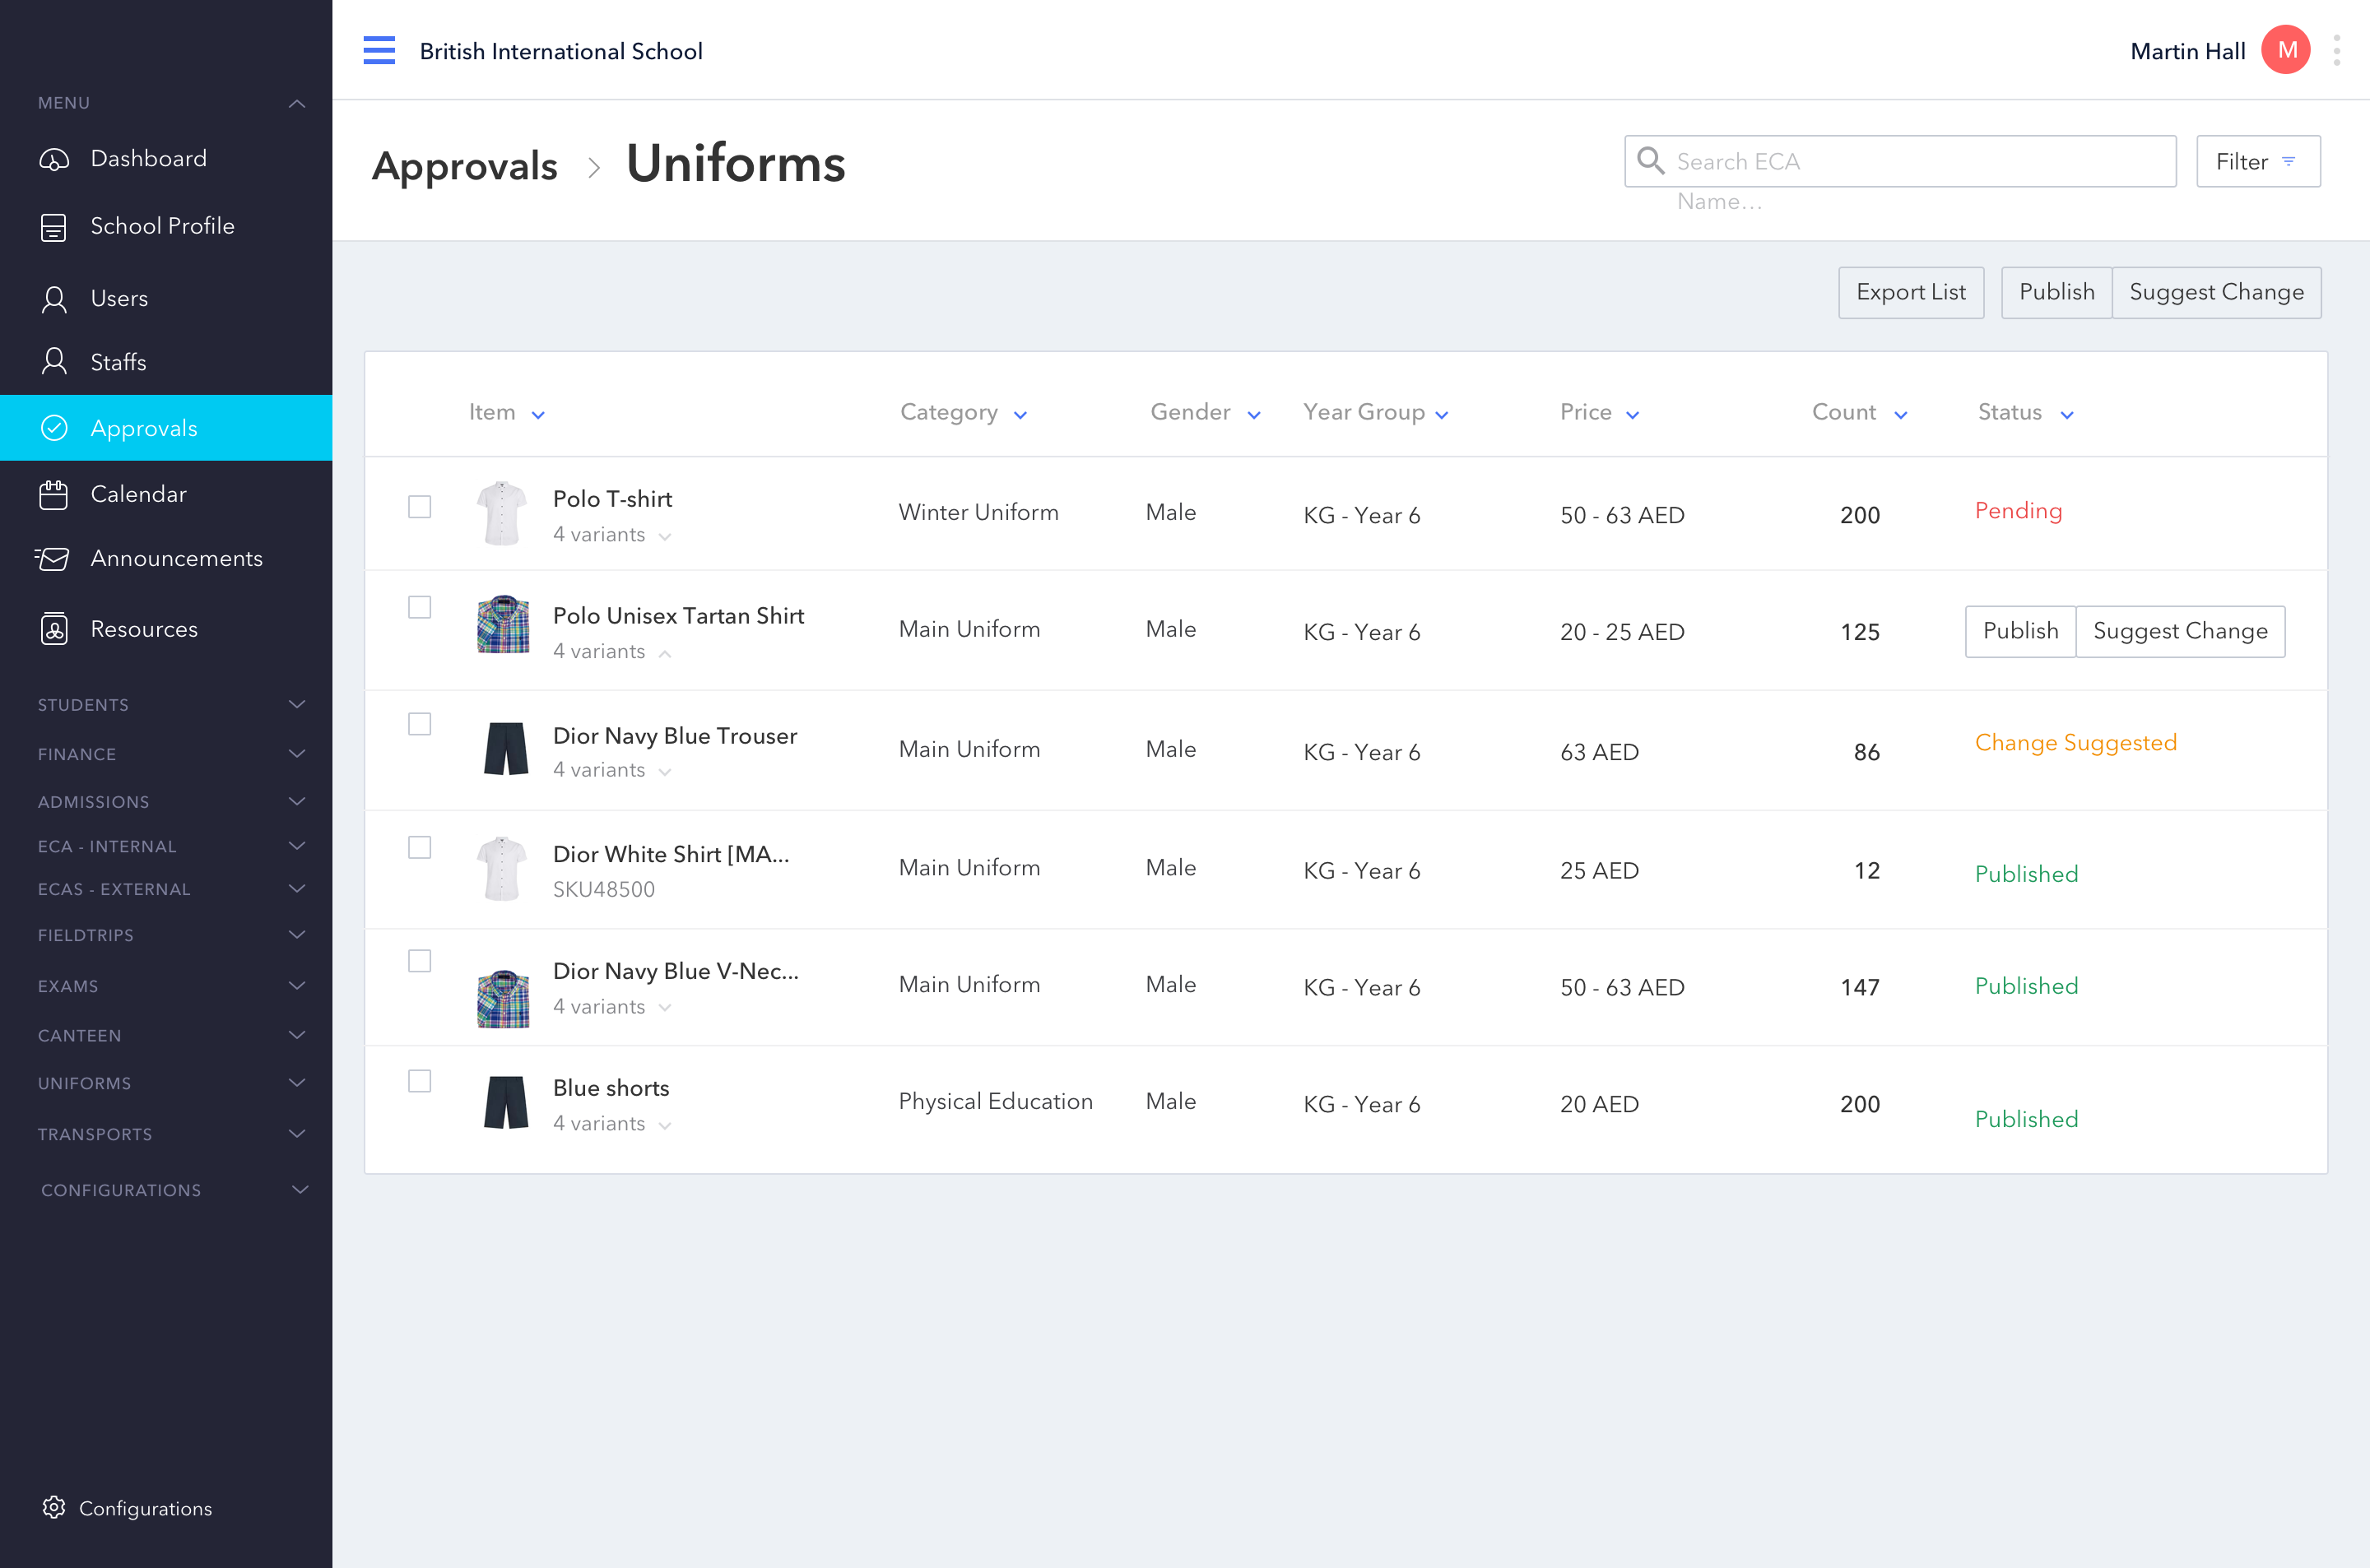 British International School
Martin Hall
M
MENU
Dashboard
School Profile
Users
Staffs
Approvals
Calendar
Announcements
Resources
STUDENTS
FINANCE
ADMISSIONS
ECA - INTERNAL
ECAS - EXTERNAL
FIELDTRIPS
EXAMS
CANTEEN
UNIFORMS
TRANSPORTS
CONFIGURATIONS
Configurations
Approvals > Uniforms
Search ECA
Name...
Filter
Export List
Publish
Suggest Change
Item Category Gender Year Group Price Count Status
Polo T-shirt
4 variants
Winter Uniform Male KG - Year 6 50 - 63 AED 200 Pending
Polo Unisex Tartan Shirt
4 variants
Main Uniform Male KG - Year 6 20 - 25 AED 125 Publish Suggest Change
Dior Navy Blue Trouser
4 variants
Main Uniform Male KG - Year 6 63 AED 86 Change Suggested
Dior White Shirt [MA...
SKU48500
Main Uniform Male KG - Year 6 25 AED 12 Published
Dior Navy Blue V-Nec...
4 variants
Main Uniform Male KG - Year 6 50 - 63 AED 147 Published
Blue shorts
4 variants
Physical Education Male KG - Year 6 20 AED 200 Published